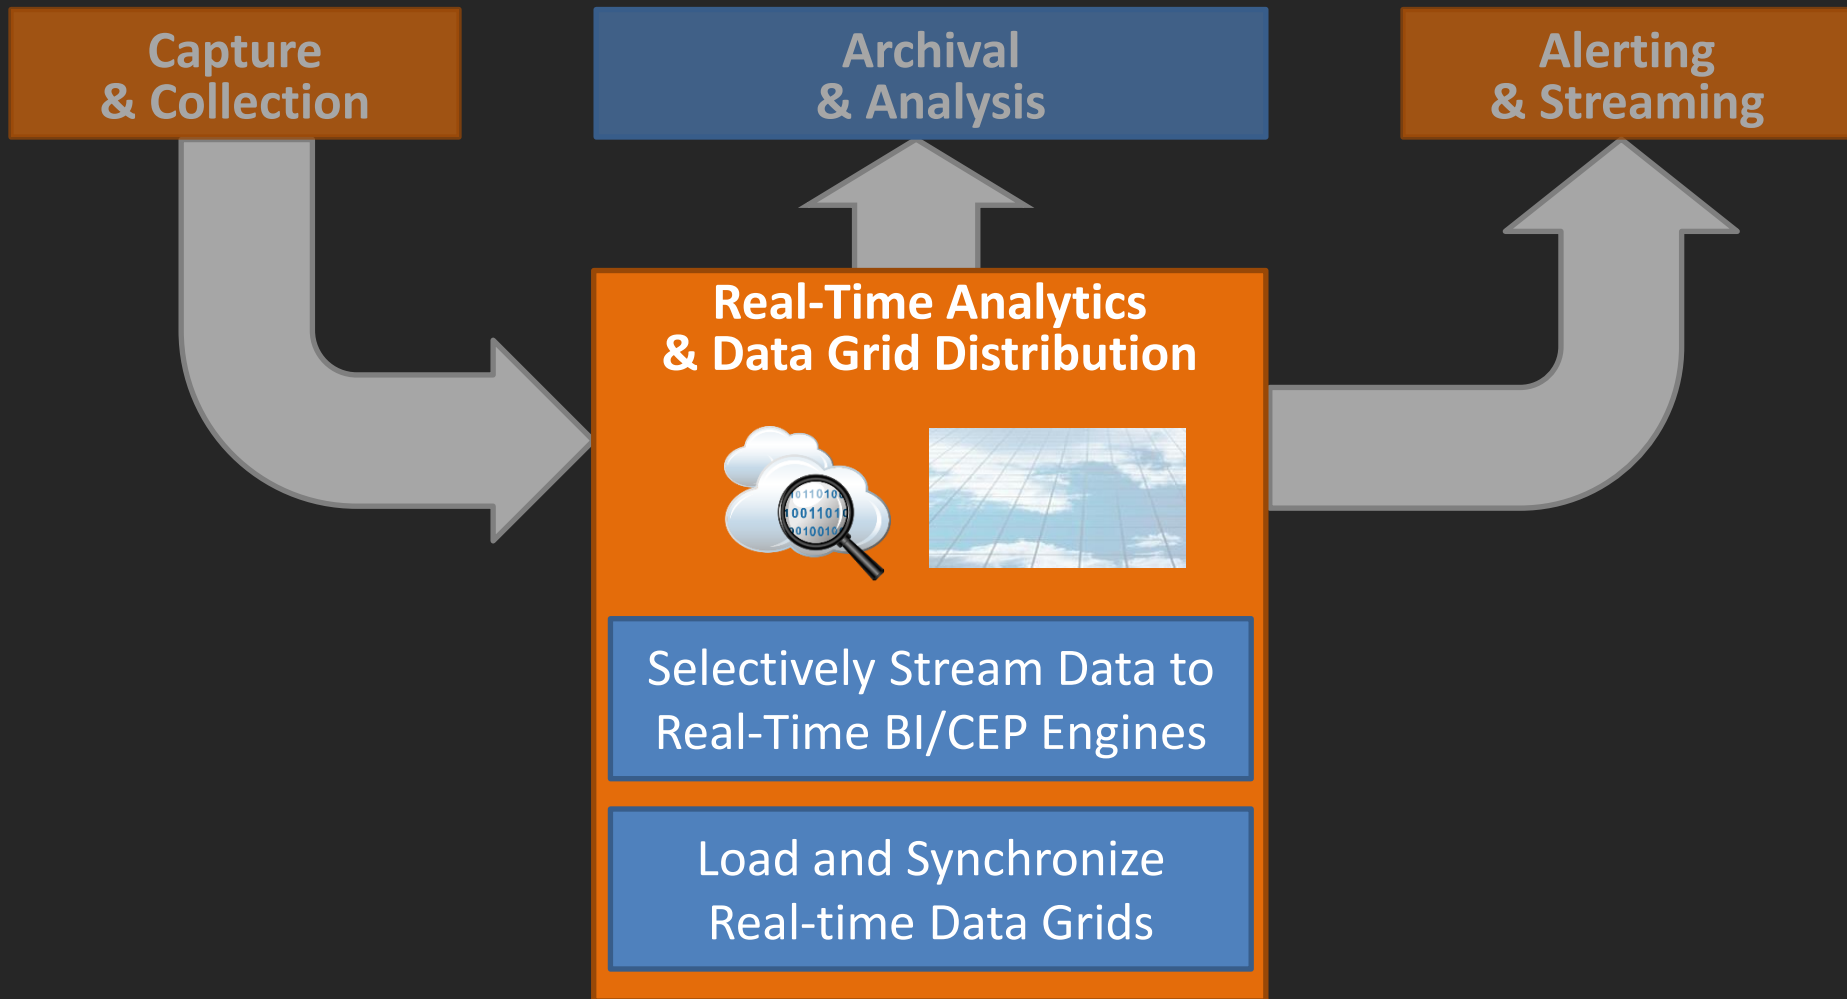 Capture
& Collection
Archival
& Analysis
Alerting
& Streaming
Real-Time Analytics
& Data Grid Distribution
10011010
Selectively Stream Data to
Real-Time BI/CEP Engines
Load and Synchronize
Real-time Data Grids